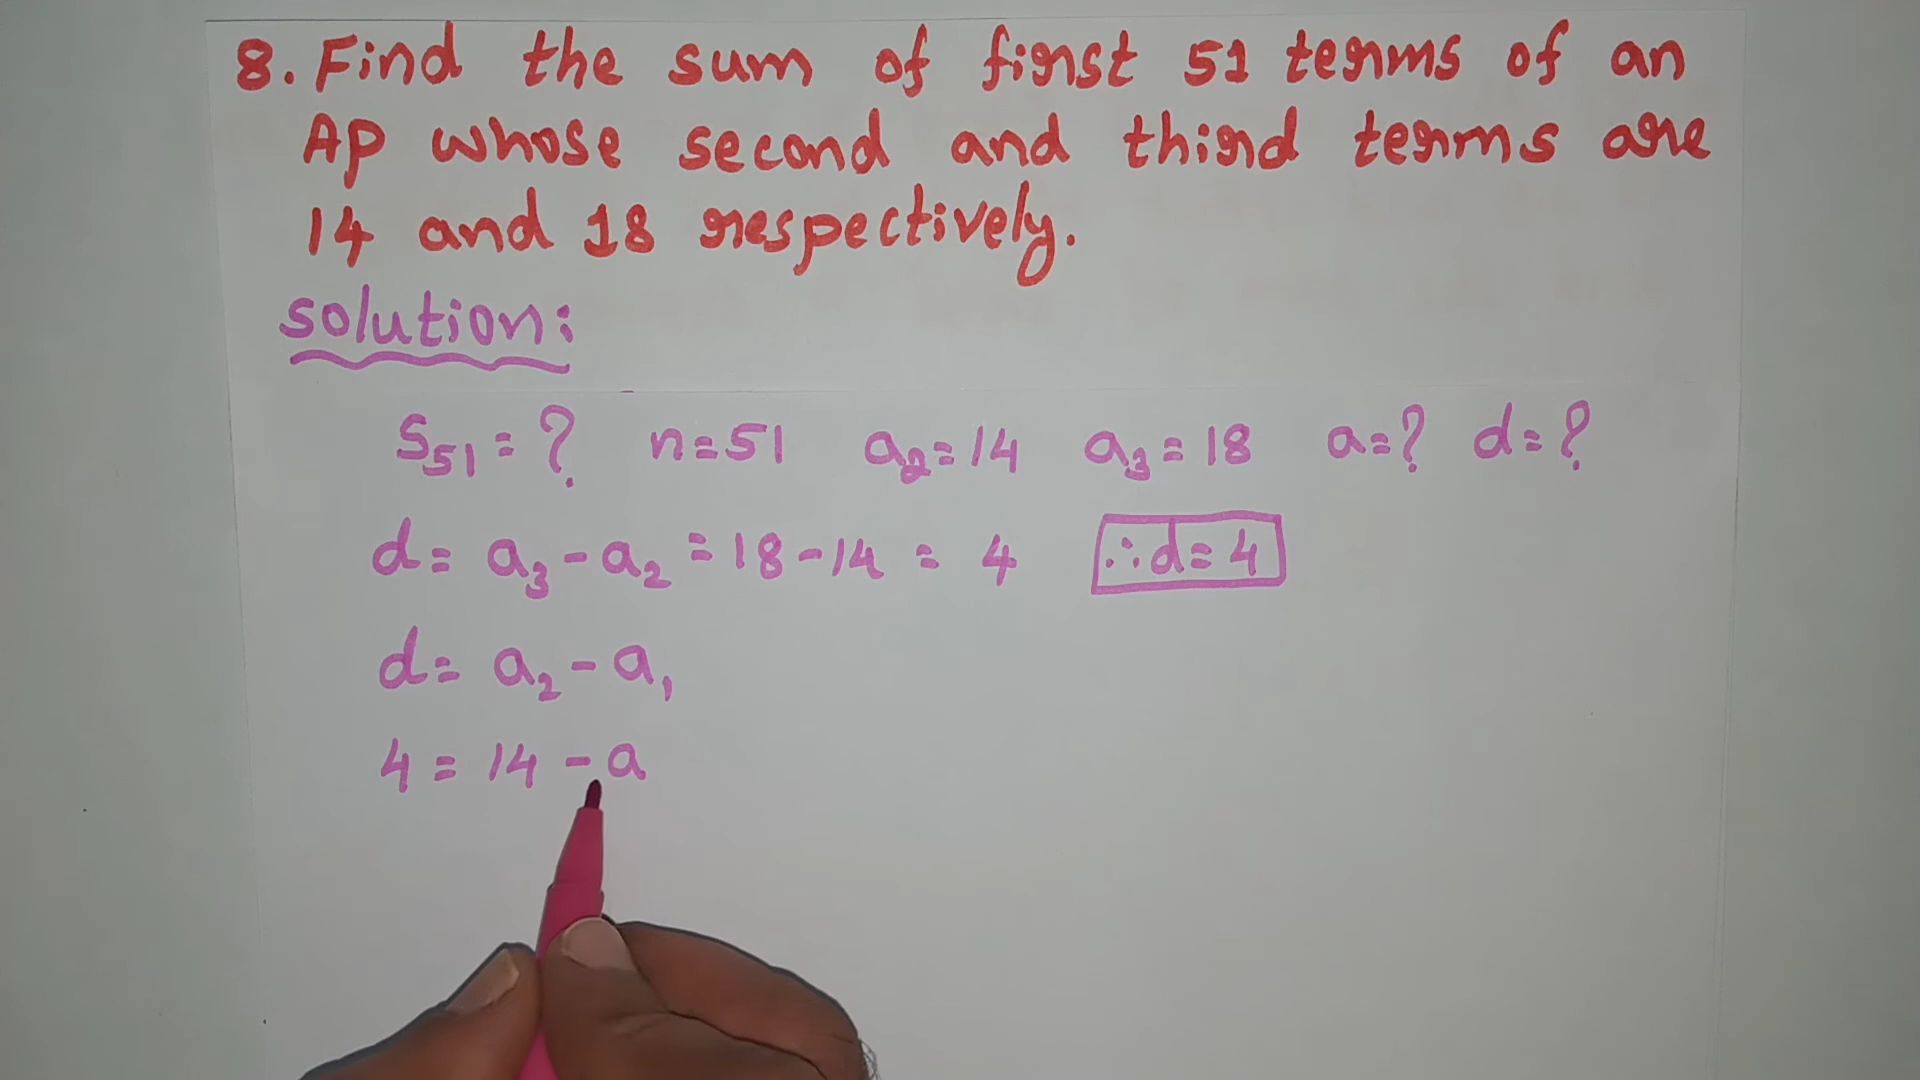 8. Find the sum of first 51 terms of an
AP whose second and third terms are
14 and 18 respectively.
solution:
S₅₁ = ? n = 51 a₂ = 14 a₃ = 18 a = ? d = ?
d = a₃ - a₂ = 18 - 14 = 4 ∴ d = 4
d = a₂ - a₁
4 = 14 - a